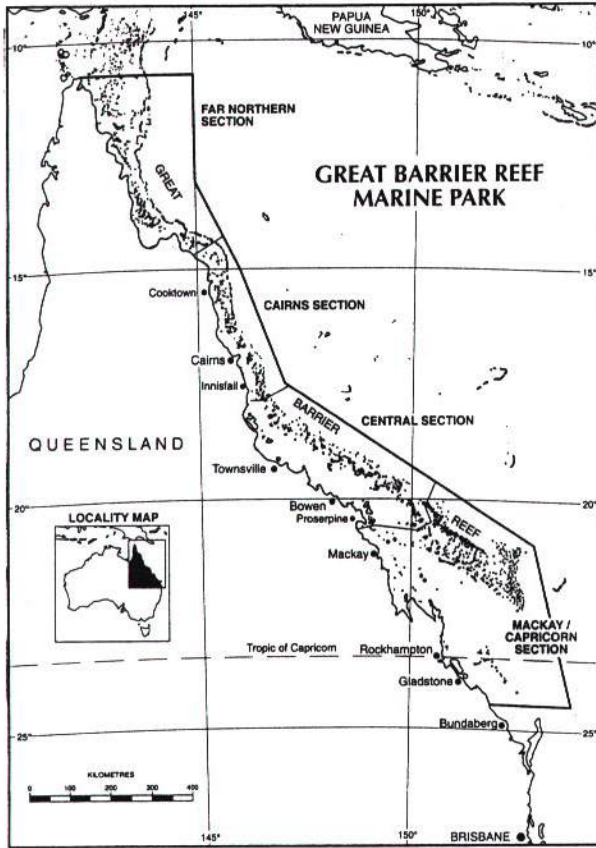 145°
150°
PAPUA
NEW GUINEA
10°
10°
FAR NORTHERN
SECTION
GREAT
GREAT BARRIER REEF
MARINE PARK
15°
15°
Cooktown
CAIRNS SECTION
Cairns
Innisfail
BARRIER
CENTRAL SECTION
QUEENSLAND
Townsville
20°
20°
Bowen
Proserpine
REEF
LOCALITY MAP
Mackay
MACKAY /
CAPRICORN
SECTION
Tropic of Capricorn
Rockhampton
Gladstone
Bundaberg
25°
25°
KILOMETRES
0 100 200 300 400
145°
150°
BRISBANE